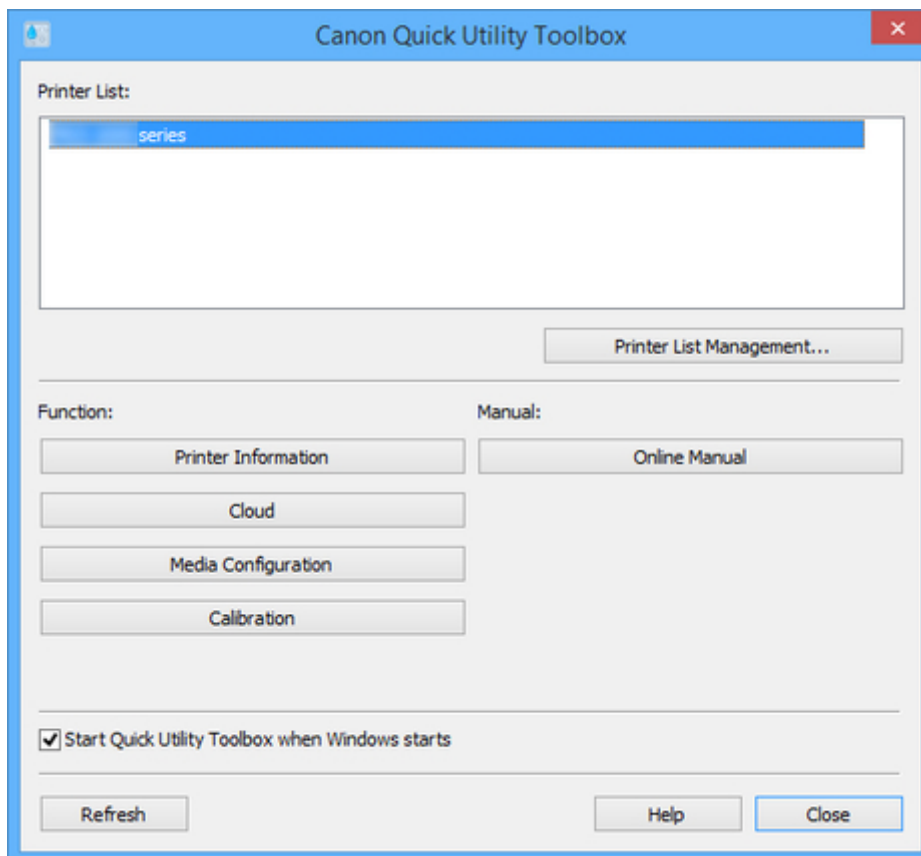 Canon Quick Utility Toolbox
Printer List:
series
Printer List Management...
Function:
Manual:
Printer Information
Online Manual
Cloud
Media Configuration
Calibration
Start Quick Utility Toolbox when Windows starts
Refresh
Help
Close